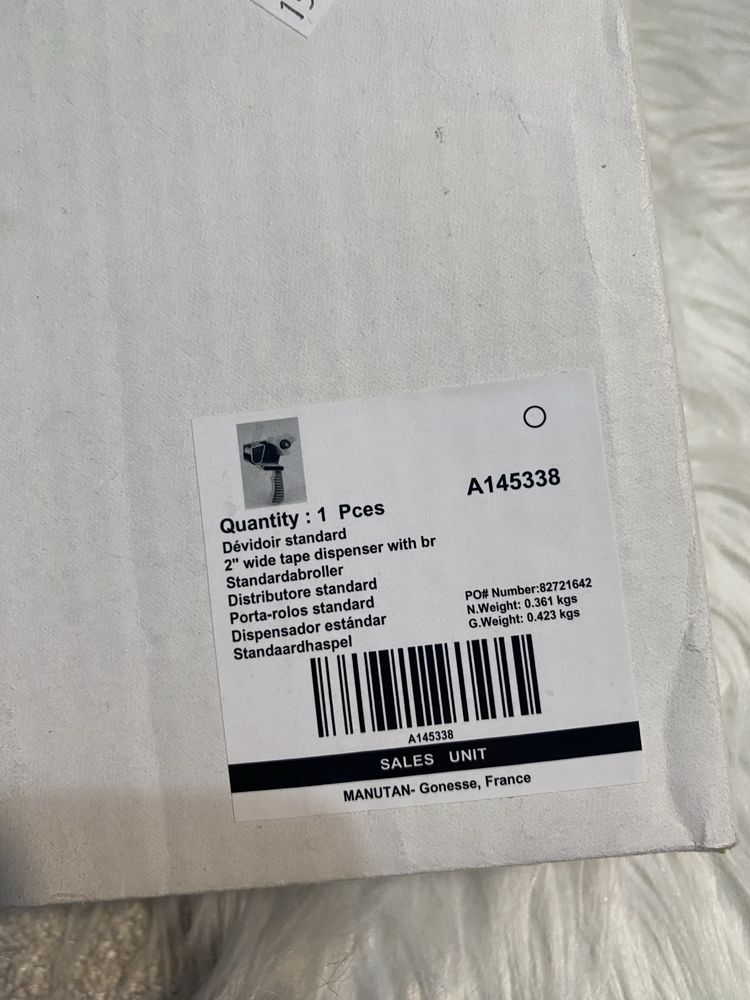 A145338
Quantity : 1 Pces
Dévidoir standard
2" wide tape dispenser with br
Standardabroller
Distributore standard
Porta-rolos standard
Dispensador estándar
Standaardhaspel
PO# Number:82721642
N.Weight: 0.361 kgs
G.Weight: 0.423 kgs
A145338
SALES UNIT
MANUTAN- Gonesse, France